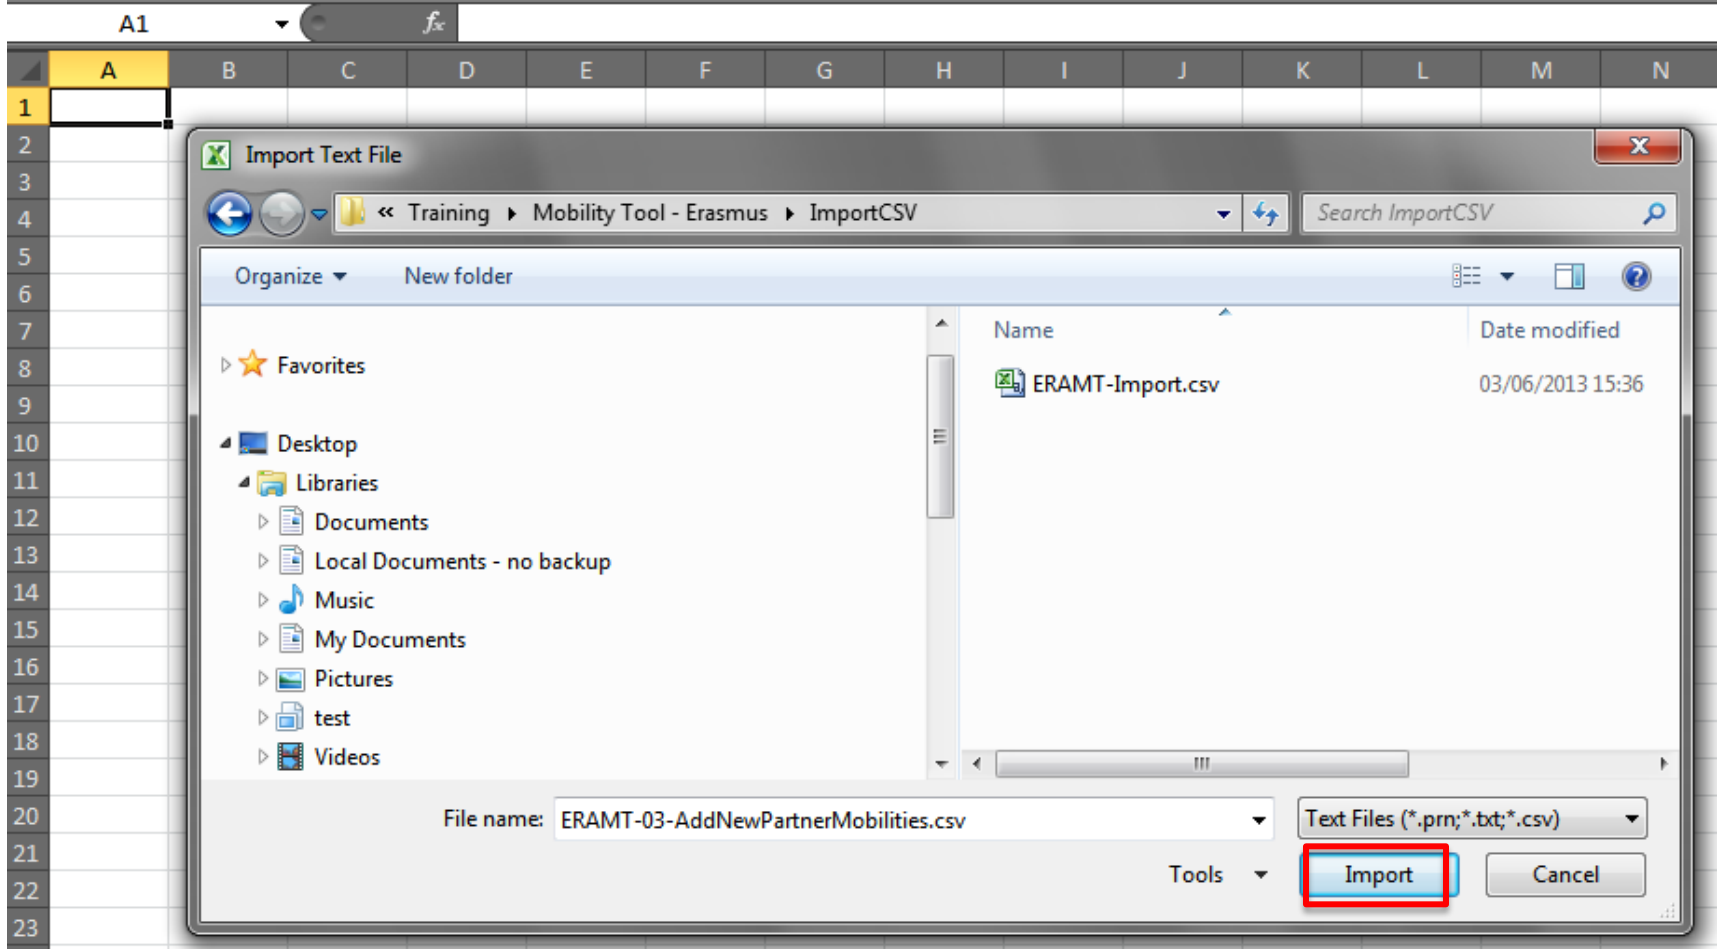 A1 fx
A B C D E F G H I J K L M N
1
2
Import Text File
3
4
« Training Mobility Tool - Erasmus ImportCSV Search ImportCSV
5
Organize New folder
6
7
Name Date modified
8
Favorites
ERAMT-Import.csv 03/06/2013 15:36
9
10
Desktop
11
Libraries
12
Documents
13
Local Documents - no backup
14
Music
15
My Documents
16
Pictures
17
test
18
Videos
19
20
File name: ERAMT-03-AddNewPartnerMobilities.csv Text Files (*.prn;*.txt;*.csv)
21
Tools Import Cancel
22
23